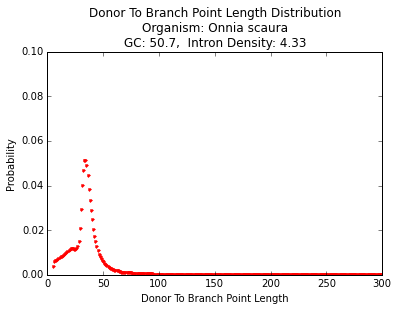 Donor To Branch Point Length Distribution
Organism: Onnia scaura
GC: 50.7,  Intron Density: 4.33
0.10
0.08
0.06
0.04
0.02
0.00
Probability
0 50 100 150 200 250 300
Donor To Branch Point Length